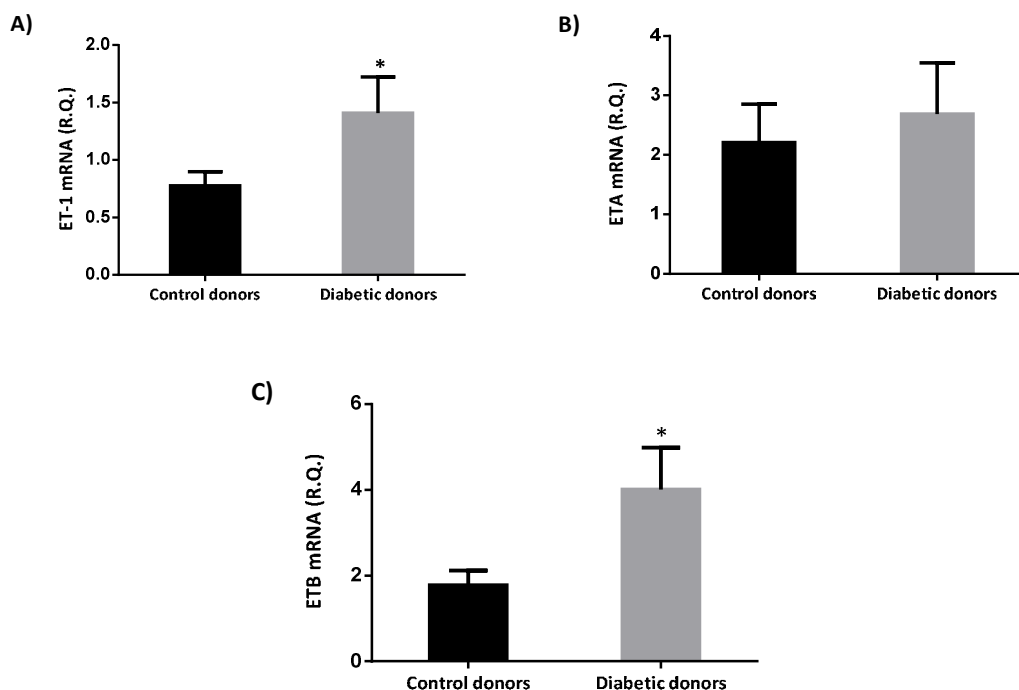 A)
ET-1 mRNA (R.Q.)
2.0
1.5
1.0
0.5
0.0
*
Control donors
Diabetic donors
B)
ETA mRNA (R.Q.)
4
3
2
1
0
Control donors
Diabetic donors
C)
ETB mRNA (R.Q.)
6
4
2
0
*
Control donors
Diabetic donors